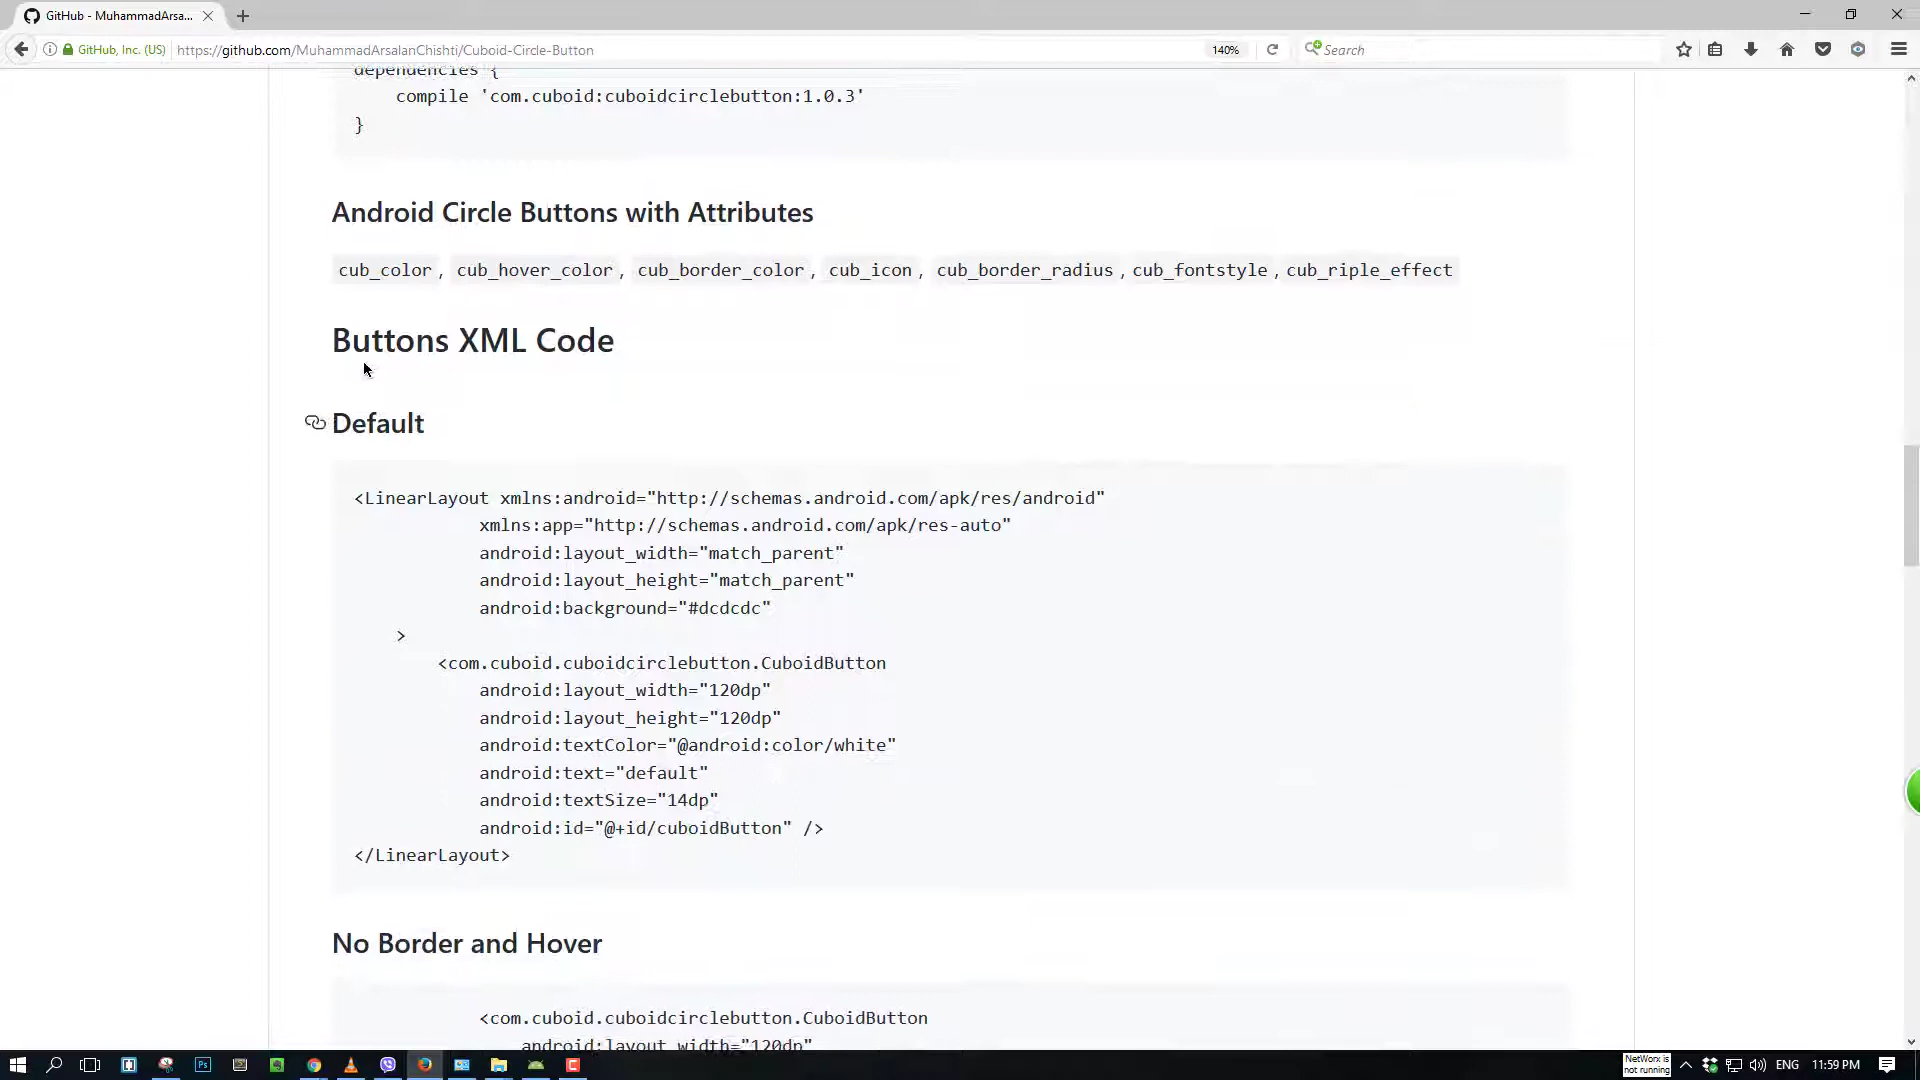 GitHub - MuhammadArsa...
GitHub, Inc. (US) https://github.com/MuhammadArsalanChishti/Cuboid-Circle-Button 140% Search
dependencies {
compile 'com.cuboid:cuboidcirclebutton:1.0.3'
}
Android Circle Buttons with Attributes
cub_color , cub_hover_color , cub_border_color , cub_icon , cub_border_radius , cub_fontstyle , cub_riple_effect
Buttons XML Code
Default
<LinearLayout xmlns:android="http://schemas.android.com/apk/res/android"
xmlns:app="http://schemas.android.com/apk/res-auto"
android:layout_width="match_parent"
android:layout_height="match_parent"
android:background="#dcdcdc"
>
<com.cuboid.cuboidcirclebutton.CuboidButton
android:layout_width="120dp"
android:layout_height="120dp"
android:textColor="@android:color/white"
android:text="default"
android:textSize="14dp"
android:id="@+id/cuboidButton" />
</LinearLayout>
No Border and Hover
<com.cuboid.cuboidcirclebutton.CuboidButton
android:layout_width="120dp"
Ps
NetWorx is
not running
ENG 11:59 PM